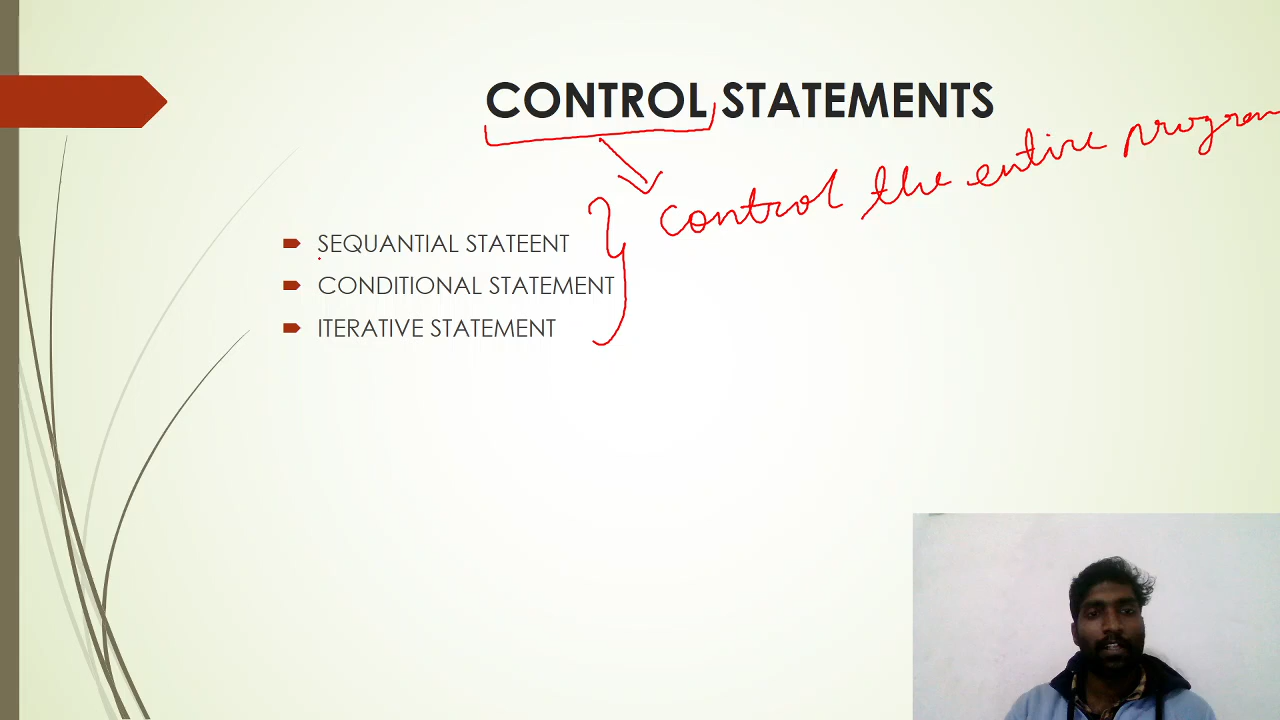 CONTROL STATEMENTS
control the entire program
SEQUANTIAL STATEENT
CONDITIONAL STATEMENT
ITERATIVE STATEMENT